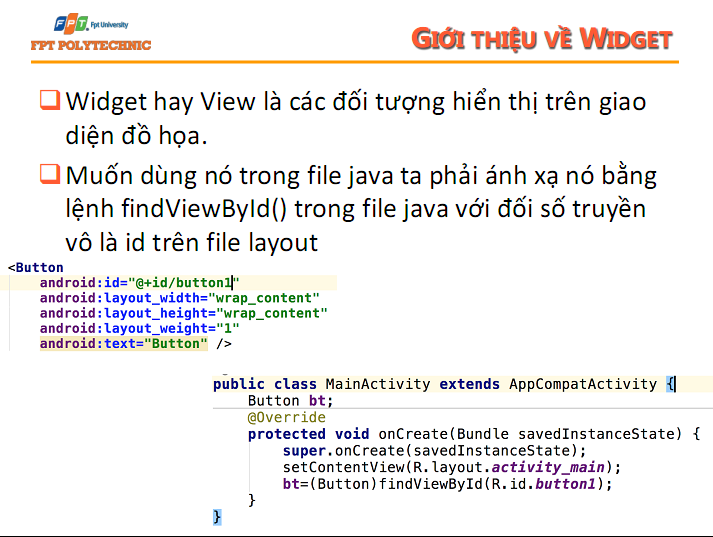 FPT. Fpt University
FPT POLYTECHNIC
GIỚI THIỆU VỀ WIDGET
Widget hay View là các đối tượng hiển thị trên giao
diện đồ họa.
Muốn dùng nó trong file java ta phải ánh xạ nó bằng
lệnh findViewById() trong file java với đối số truyền
vô là id trên file layout
<Button
android:id="@+id/button1"
android:layout_width="wrap_content"
android:layout_height="wrap_content"
android:layout_weight="1"
android:text="Button" />
public class MainActivity extends AppCompatActivity {
Button bt;
@Override
protected void onCreate(Bundle savedInstanceState) {
super.onCreate(savedInstanceState);
setContentView(R.layout.activity_main);
bt=(Button)findViewById(R.id.button1);
}
}